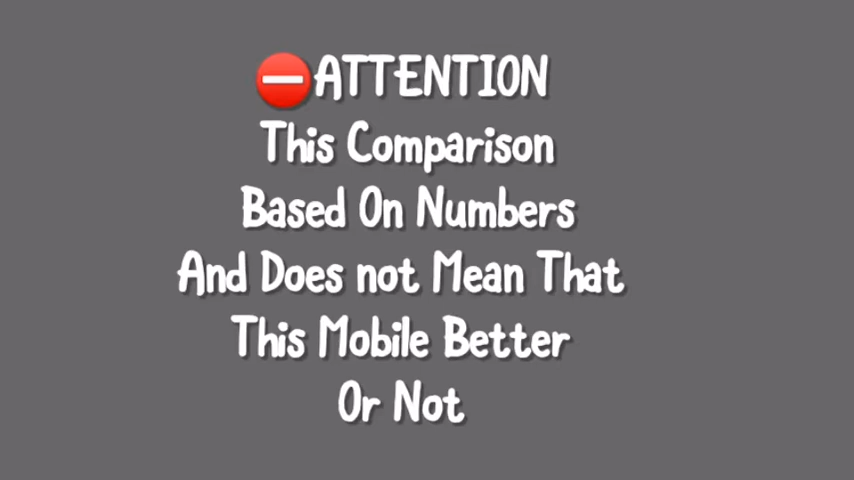 ⛔ATTENTION
This Comparison
Based On Numbers
And Does not Mean That
This Mobile Better
Or Not